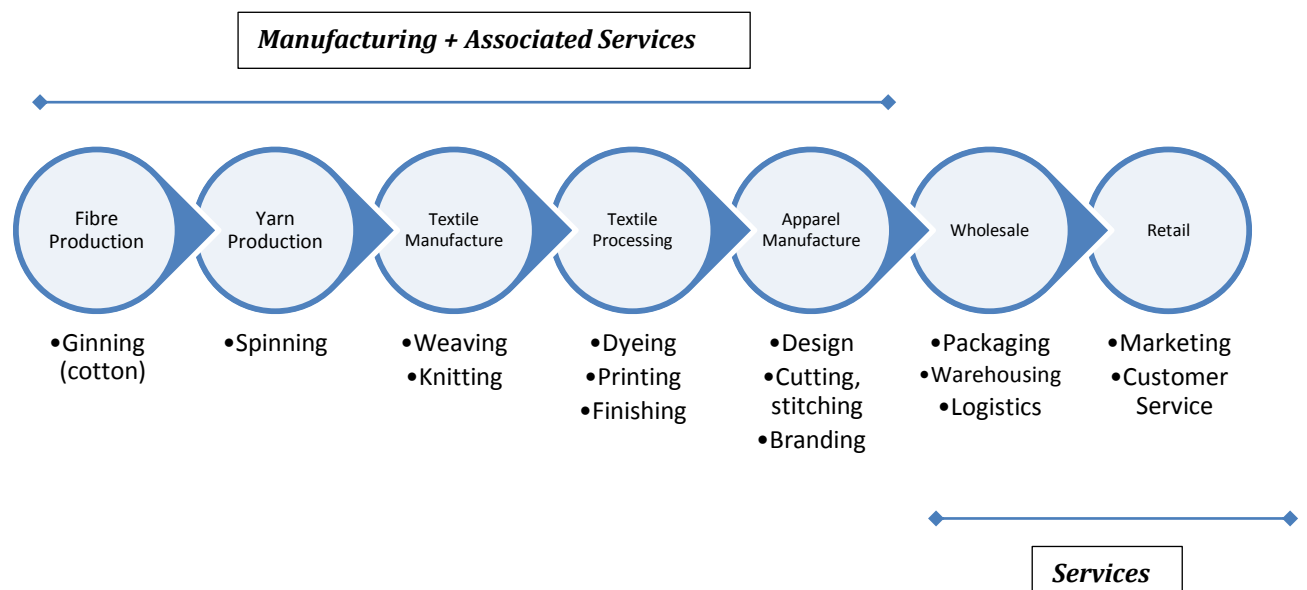 Manufacturing + Associated Services
Fibre
Production
Yarn
Production
Textile
Manufacture
Textile
Processing
Apparel
Manufacture
Wholesale
Retail
•Ginning
(cotton)
•Spinning
•Weaving
•Knitting
•Dyeing
•Printing
•Finishing
•Design
•Cutting,
stitching
•Branding
•Packaging
•Warehousing
•Logistics
•Marketing
•Customer
Service
Services